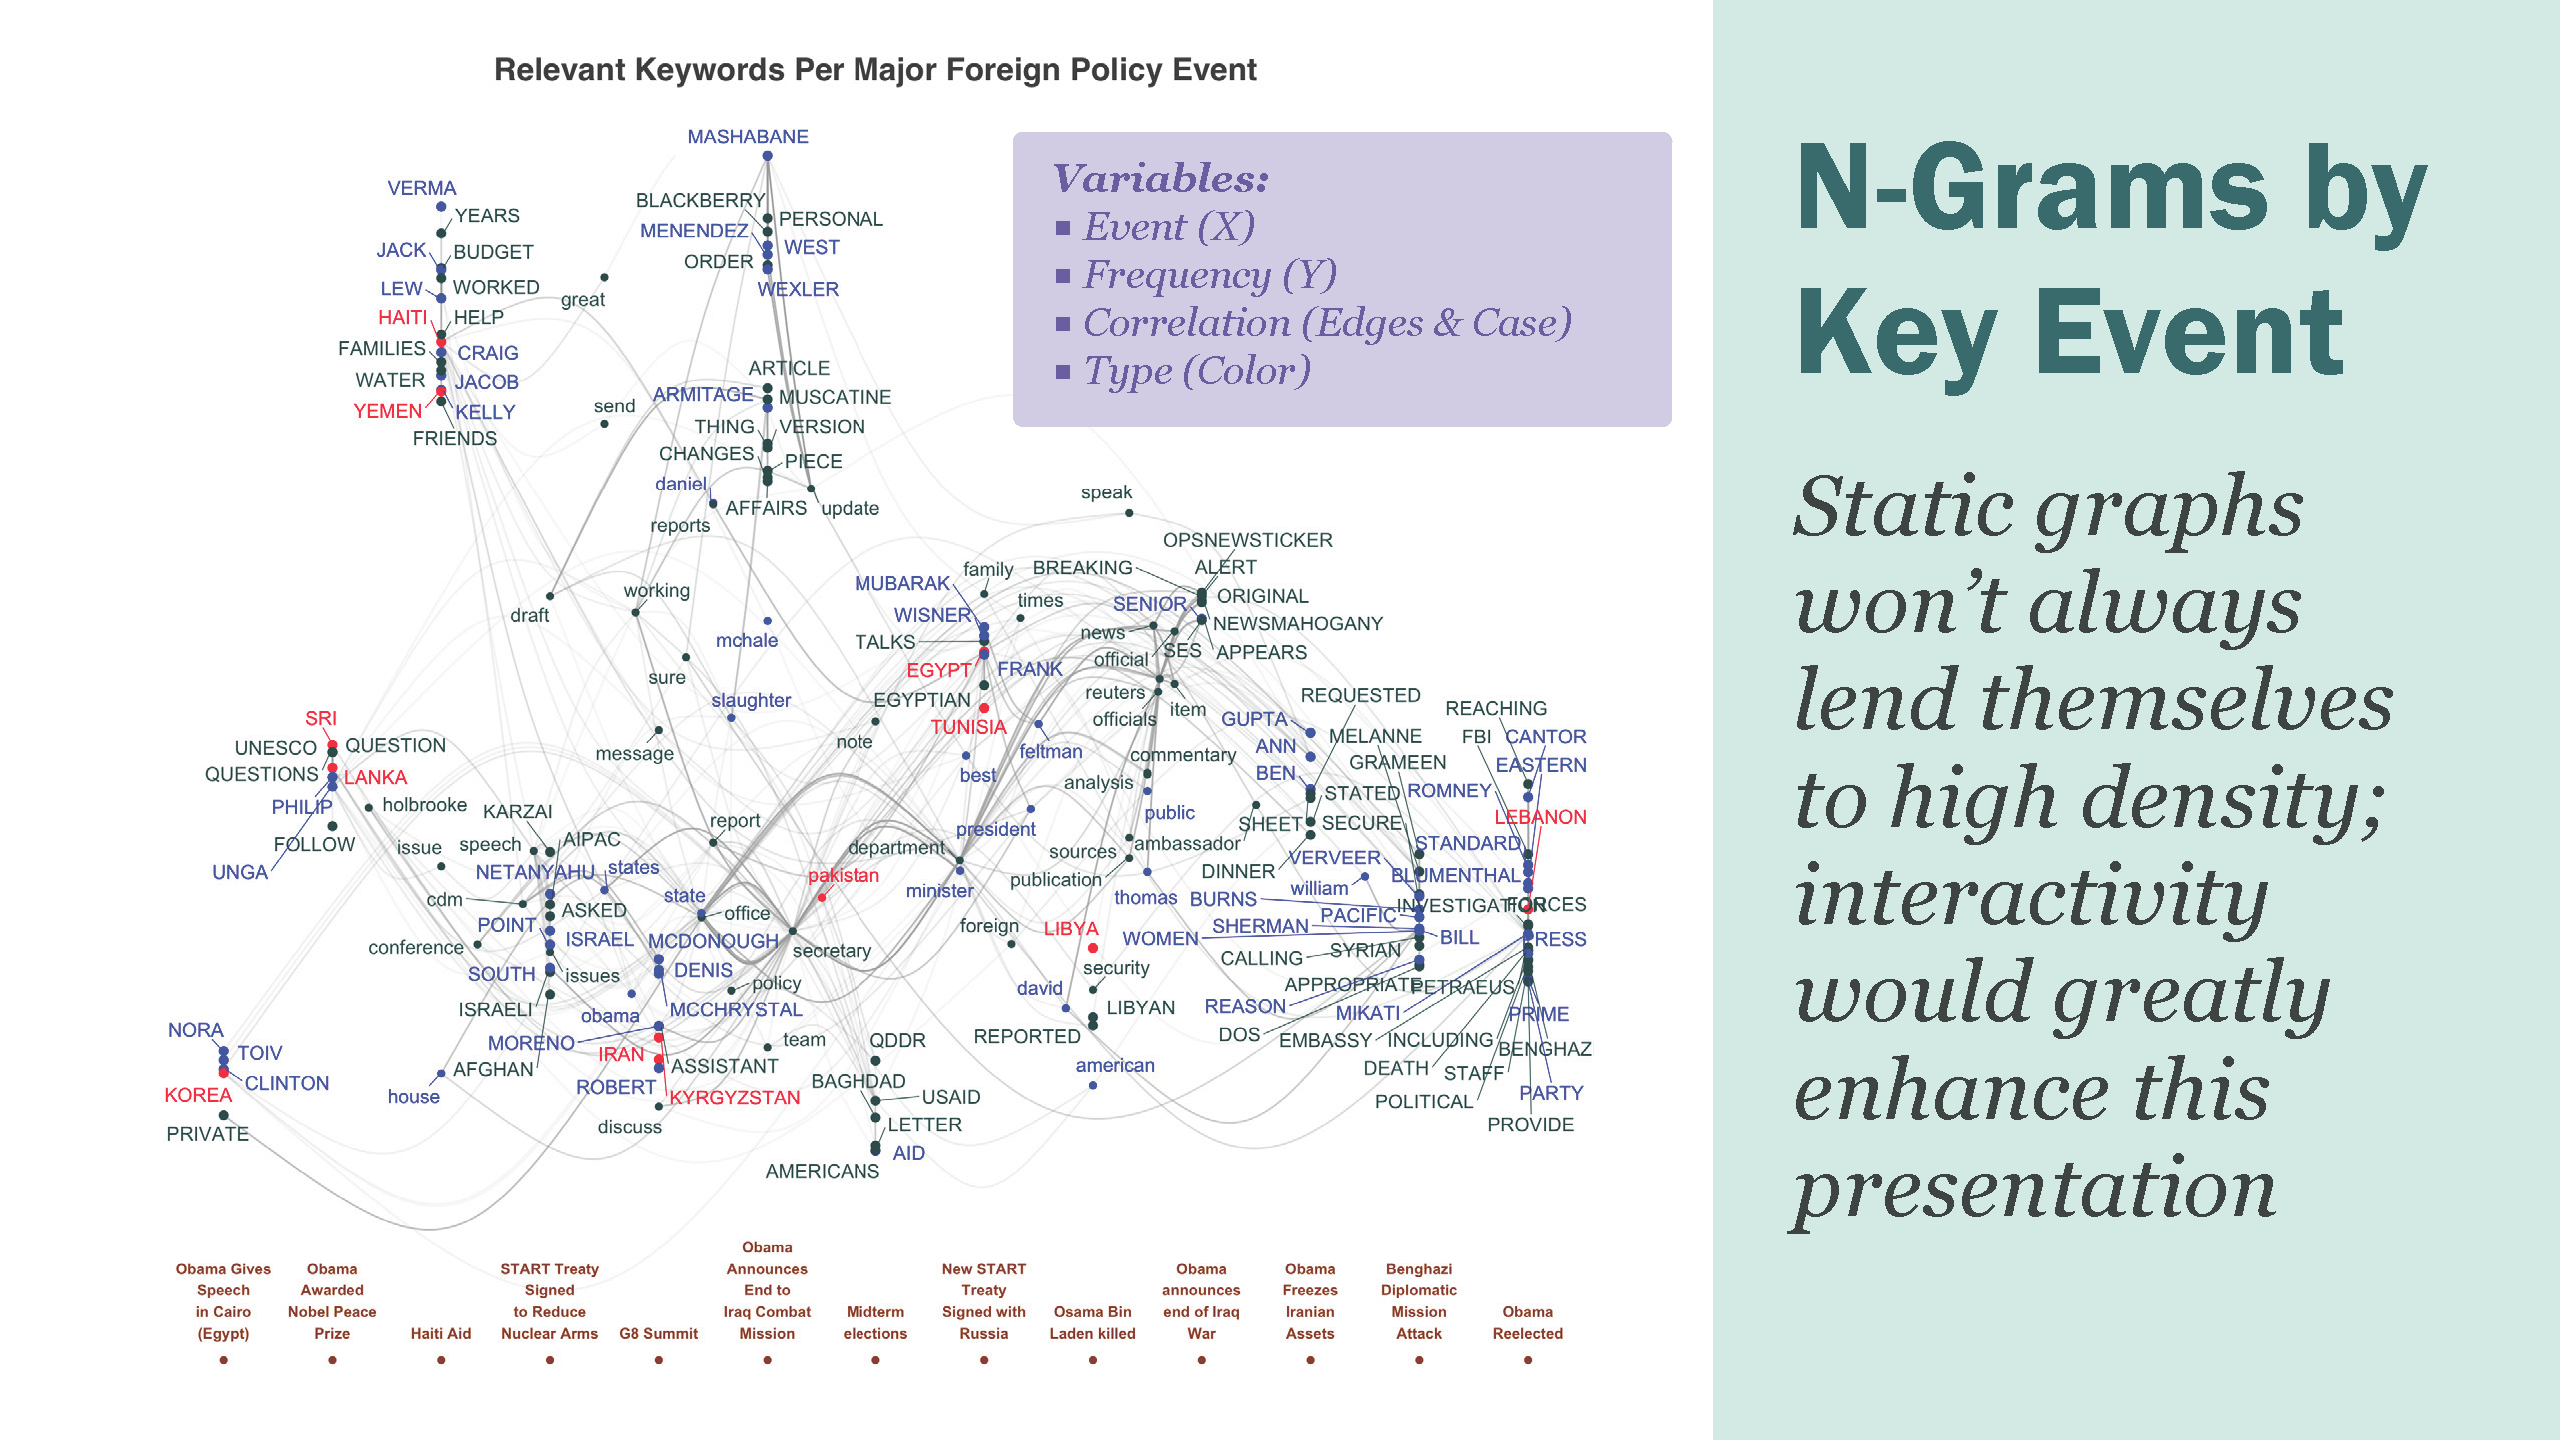 Relevant Keywords Per Major Foreign Policy Event
MASHABANE
VERMA
YEARS
JACK
BUDGET
LEW
WORKED
HAITI
HELP
FAMILIES
CRAIG
WATER
JACOB
YEMEN
KELLY
FRIENDS
great
send
BLACKBERRY
PERSONAL
MENENDEZ
WEST
ORDER
WEXLER
ARTICLE
ARMITAGE
MUSCATINE
THING
VERSION
CHANGES
PIECE
daniel
AFFAIRS
update
reports
Variables:
▪ Event (X)
▪ Frequency (Y)
▪ Correlation (Edges & Case)
▪ Type (Color)
speak
OPSNEWSTICKER
BREAKING
ALERT
ORIGINAL
SENIOR
NEWSMAHOGANY
news
official
SES
APPEARS
reuters
item
officials
draft
working
mchale
sure
slaughter
message
MUBARAK
family
WISNER
times
TALKS
EGYPT
FRANK
EGYPTIAN
TUNISIA
note
feltman
best
commentary
analysis
public
president
REQUESTED
GUPTA
MELANNE
ANN
GRAMEEN
BEN
STATED
SHEET
SECURE
DINNER
REACHING
FBI
CANTOR
EASTERN
ROMNEY
LEBANON
STANDARD
VERVEER
BLUMENTHAL
william
INVESTIGATION
FORCES
BURNS
PACIFIC
SHERMAN
WOMEN
BILL
RESS
CALLING
SYRIAN
APPROPRIATE
PETRAEUS
REASON
MIKATI
PRIME
DOS
EMBASSY
INCLUDING
BENGHAZ
DEATH
STAFF
PARTY
POLITICAL
PROVIDE
SRI
UNESCO
QUESTION
QUESTIONS
LANKA
PHILIP
holbrooke
FOLLOW
UNGA
KARZAI
issue
speech
AIPAC
NETANYAHU
states
cdm
ASKED
POINT
ISRAEL
conference
SOUTH
issues
ISRAELI
AFGHAN
house
report
department
pakistan
minister
state
office
MCDONOUGH
secretary
DENIS
policy
obama
MCCHRYSTAL
MORENO
team
IRAN
ASSISTANT
ROBERT
KYRGYZSTAN
discuss
QDDR
BAGHDAD
USAID
LETTER
AID
AMERICANS
sources
ambassador
publication
thomas
foreign
LIBYA
security
david
LIBYAN
REPORTED
american
NORA
TOIV
CLINTON
KOREA
PRIVATE
Obama Gives
Speech
in Cairo
(Egypt)
Obama
Awarded
Nobel Peace
Prize
Haiti Aid
START Treaty
Signed
to Reduce
Nuclear Arms
G8 Summit
Obama
Announces
End to
Iraq Combat
Mission
Midterm
elections
New START
Treaty
Signed with
Russia
Osama Bin
Laden killed
Obama
announces
end of Iraq
War
Obama
Freezes
Iranian
Assets
Benghazi
Diplomatic
Mission
Attack
Obama
Reelected
N-Grams by
Key Event
Static graphs
won’t always
lend themselves
to high density;
interactivity
would greatly
enhance this
presentation